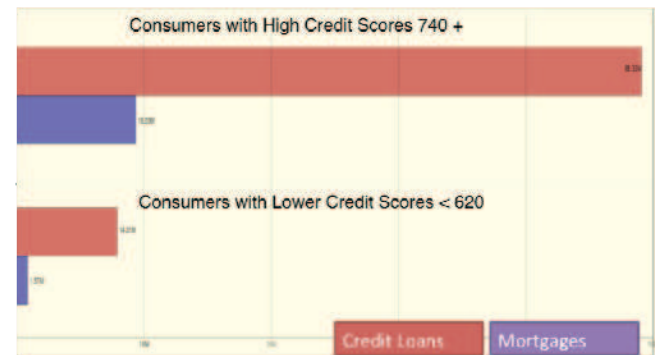 Consumers with High Credit Scores 740 +
Consumers with Lower Credit Scores < 620
Credit Loans
Mortgages